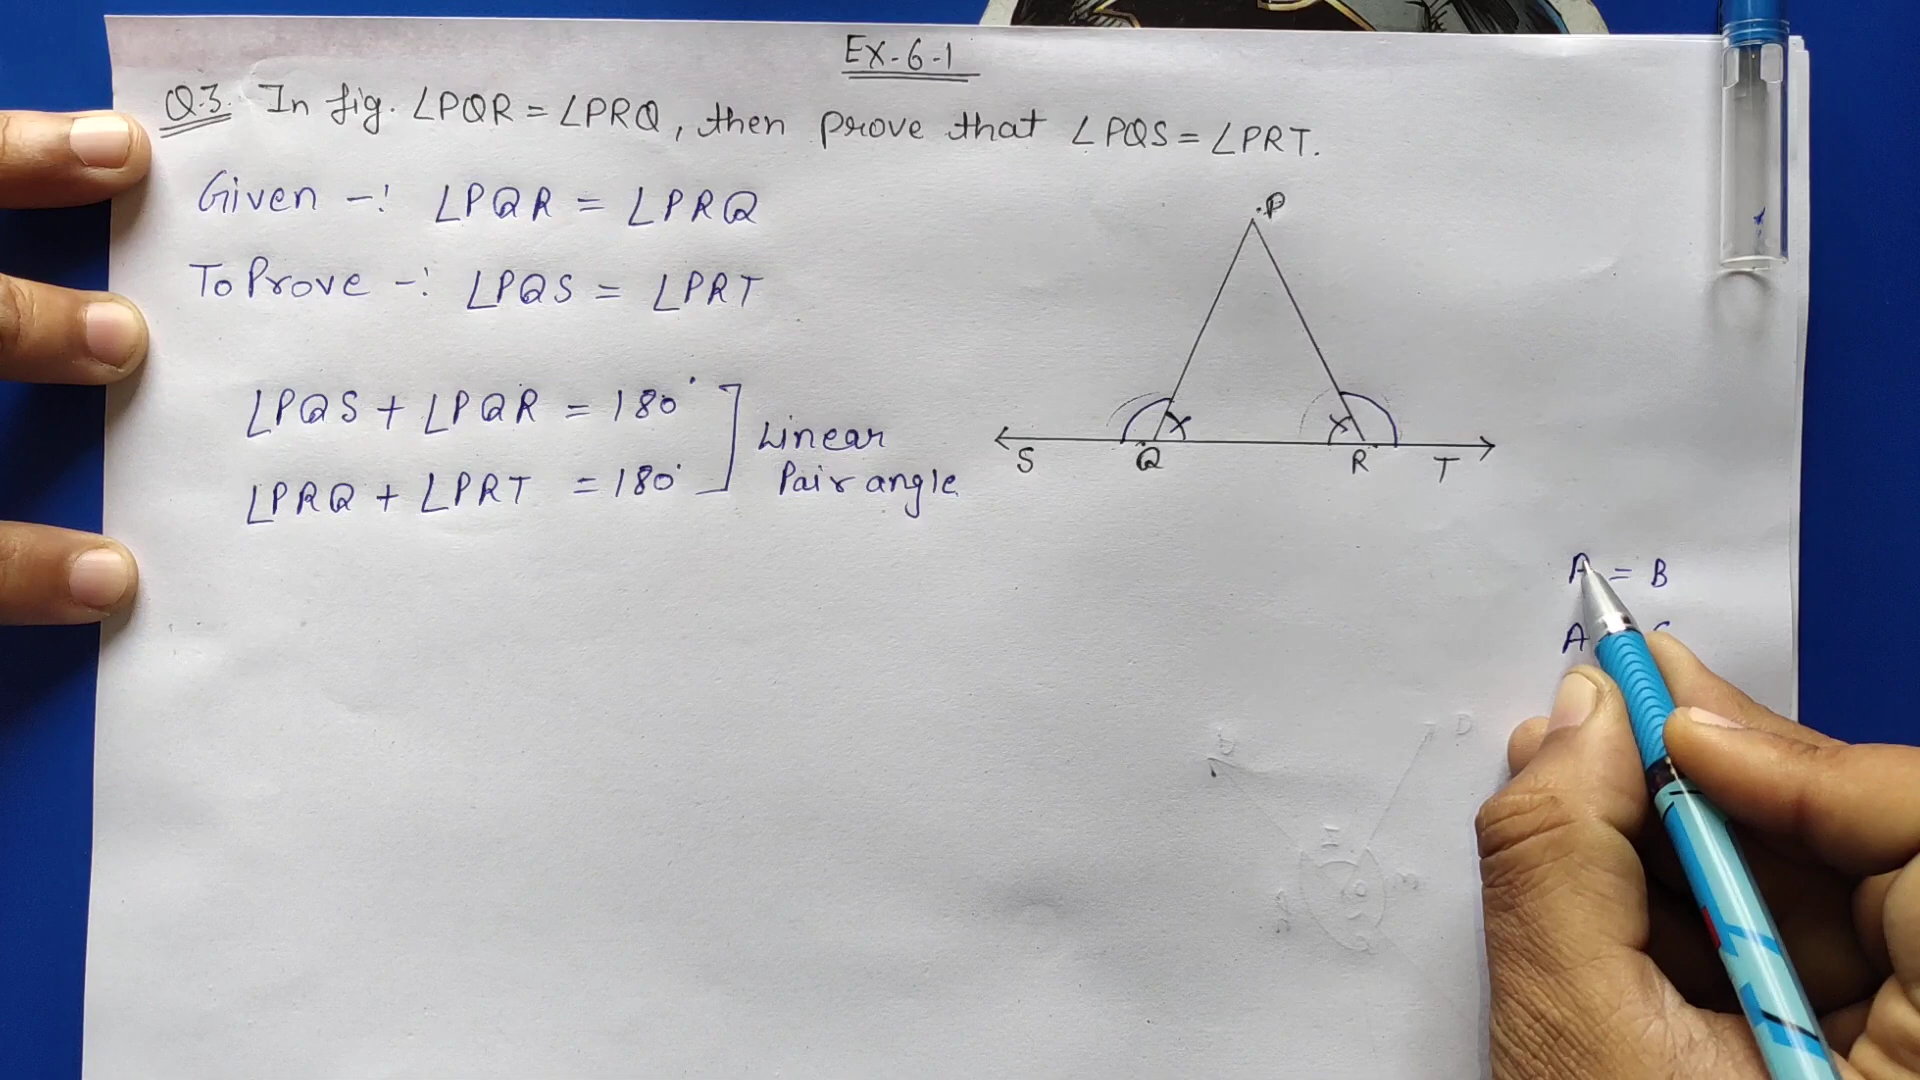 EX-6-1
Q.3. In fig. ∠PQR = ∠PRQ, then prove that ∠PQS = ∠PRT.
Given -: ∠PQR = ∠PRQ
To Prove -: ∠PQS = ∠PRT
∠PQS + ∠PQR = 180°
∠PRQ + ∠PRT = 180°
Linear
Pair angle
P
X X
S Q R T
A = B
A